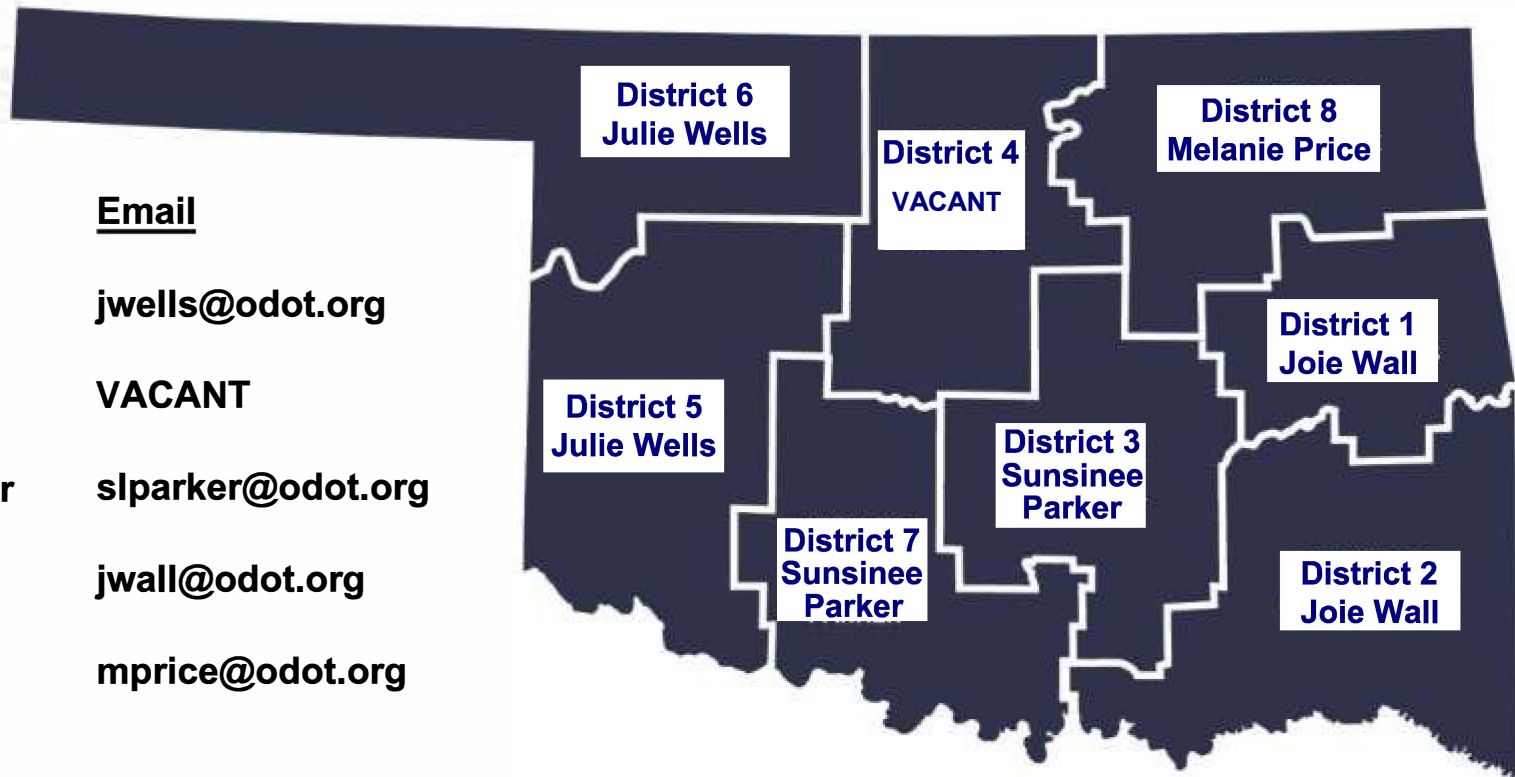 Email
jwells@odot.org
VACANT
r
slparker@odot.org
jwall@odot.org
mprice@odot.org
District 6
Julie Wells
District 4
VACANT
District 8
Melanie Price
District 1
Joie Wall
District 5
Julie Wells
District 3
Sunsinee
Parker
District 7
Sunsinee
Parker
District 2
Joie Wall